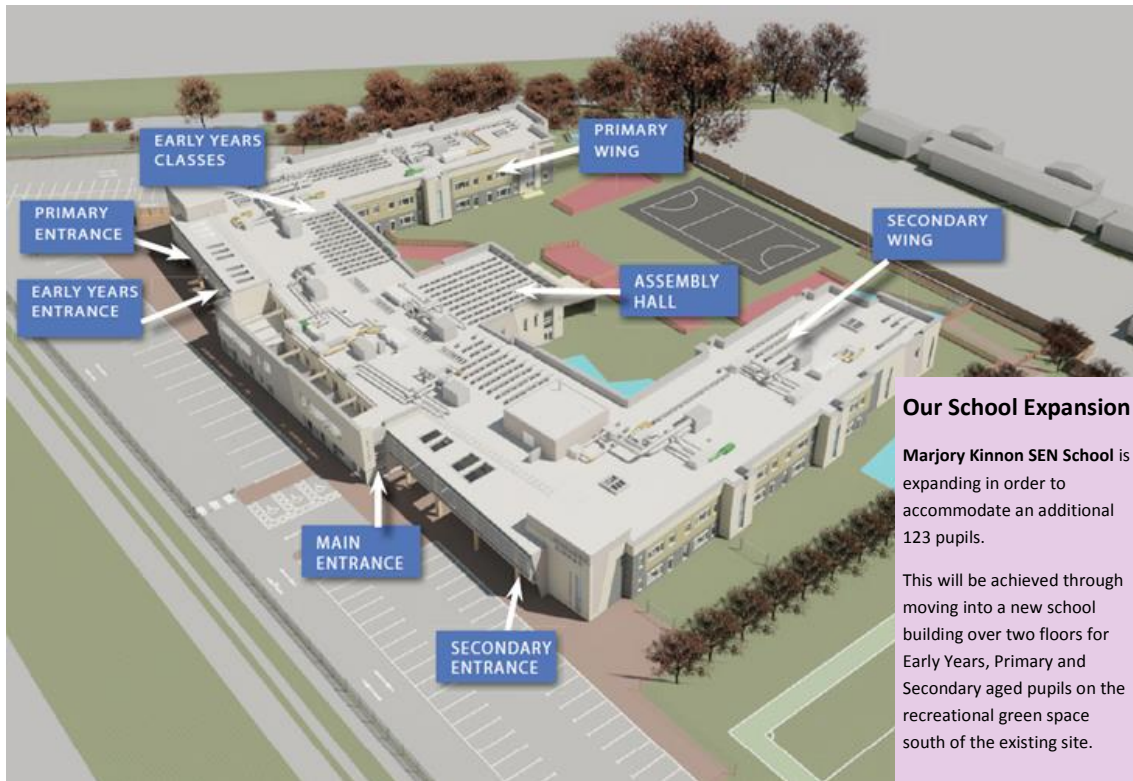 EARLY YEARS
CLASSES
PRIMARY
WING
PRIMARY
ENTRANCE
SECONDARY
WING
EARLY YEARS
ENTRANCE
ASSEMBLY
HALL
MAIN
ENTRANCE
SECONDARY
ENTRANCE
Our School Expansion
Marjory Kinnon SEN School is
expanding in order to
accommodate an additional
123 pupils.
This will be achieved through
moving into a new school
building over two floors for
Early Years, Primary and
Secondary aged pupils on the
recreational green space
south of the existing site.